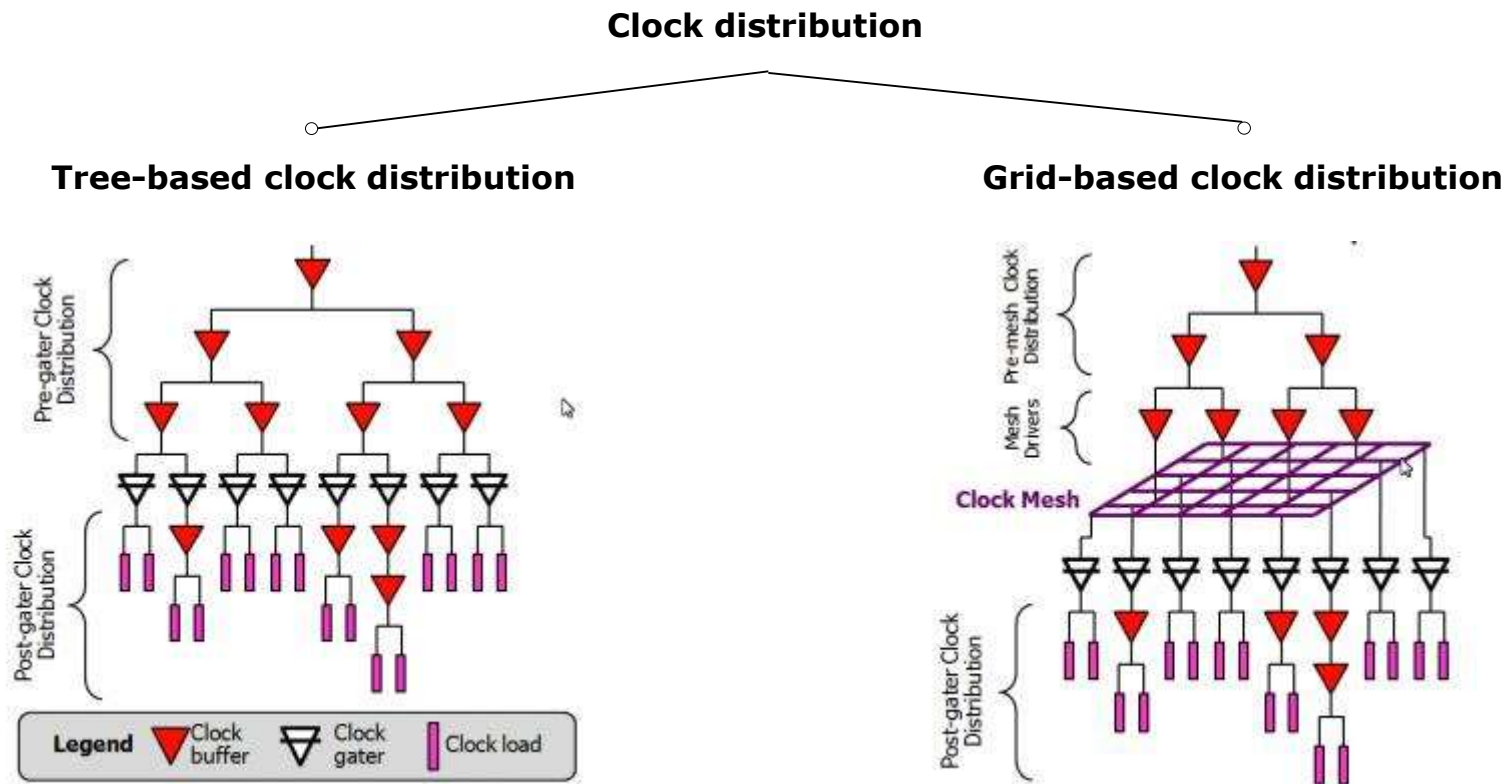 Clock distribution
Tree-based clock distribution
Grid-based clock distribution
Pre-gater Clock
Distribution
Post-gater Clock
Distribution
Legend
Clock
buffer
Clock
gater
Clock load
Pre-mesh Clock
Distribution
Mesh
Drivers
Clock Mesh
Post-gater Clock
Distribution